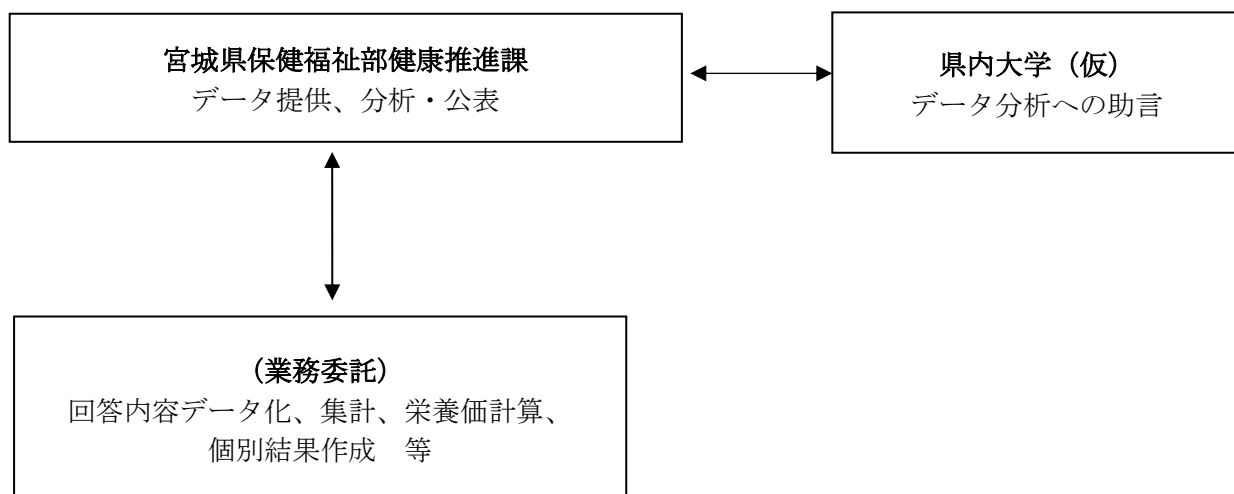 宮城県保健福祉部健康推進課
データ提供、分析・公表
県内大学（仮）
データ分析への助言
（業務委託）
回答内容データ化、集計、栄養価計算、
個別結果作成　等